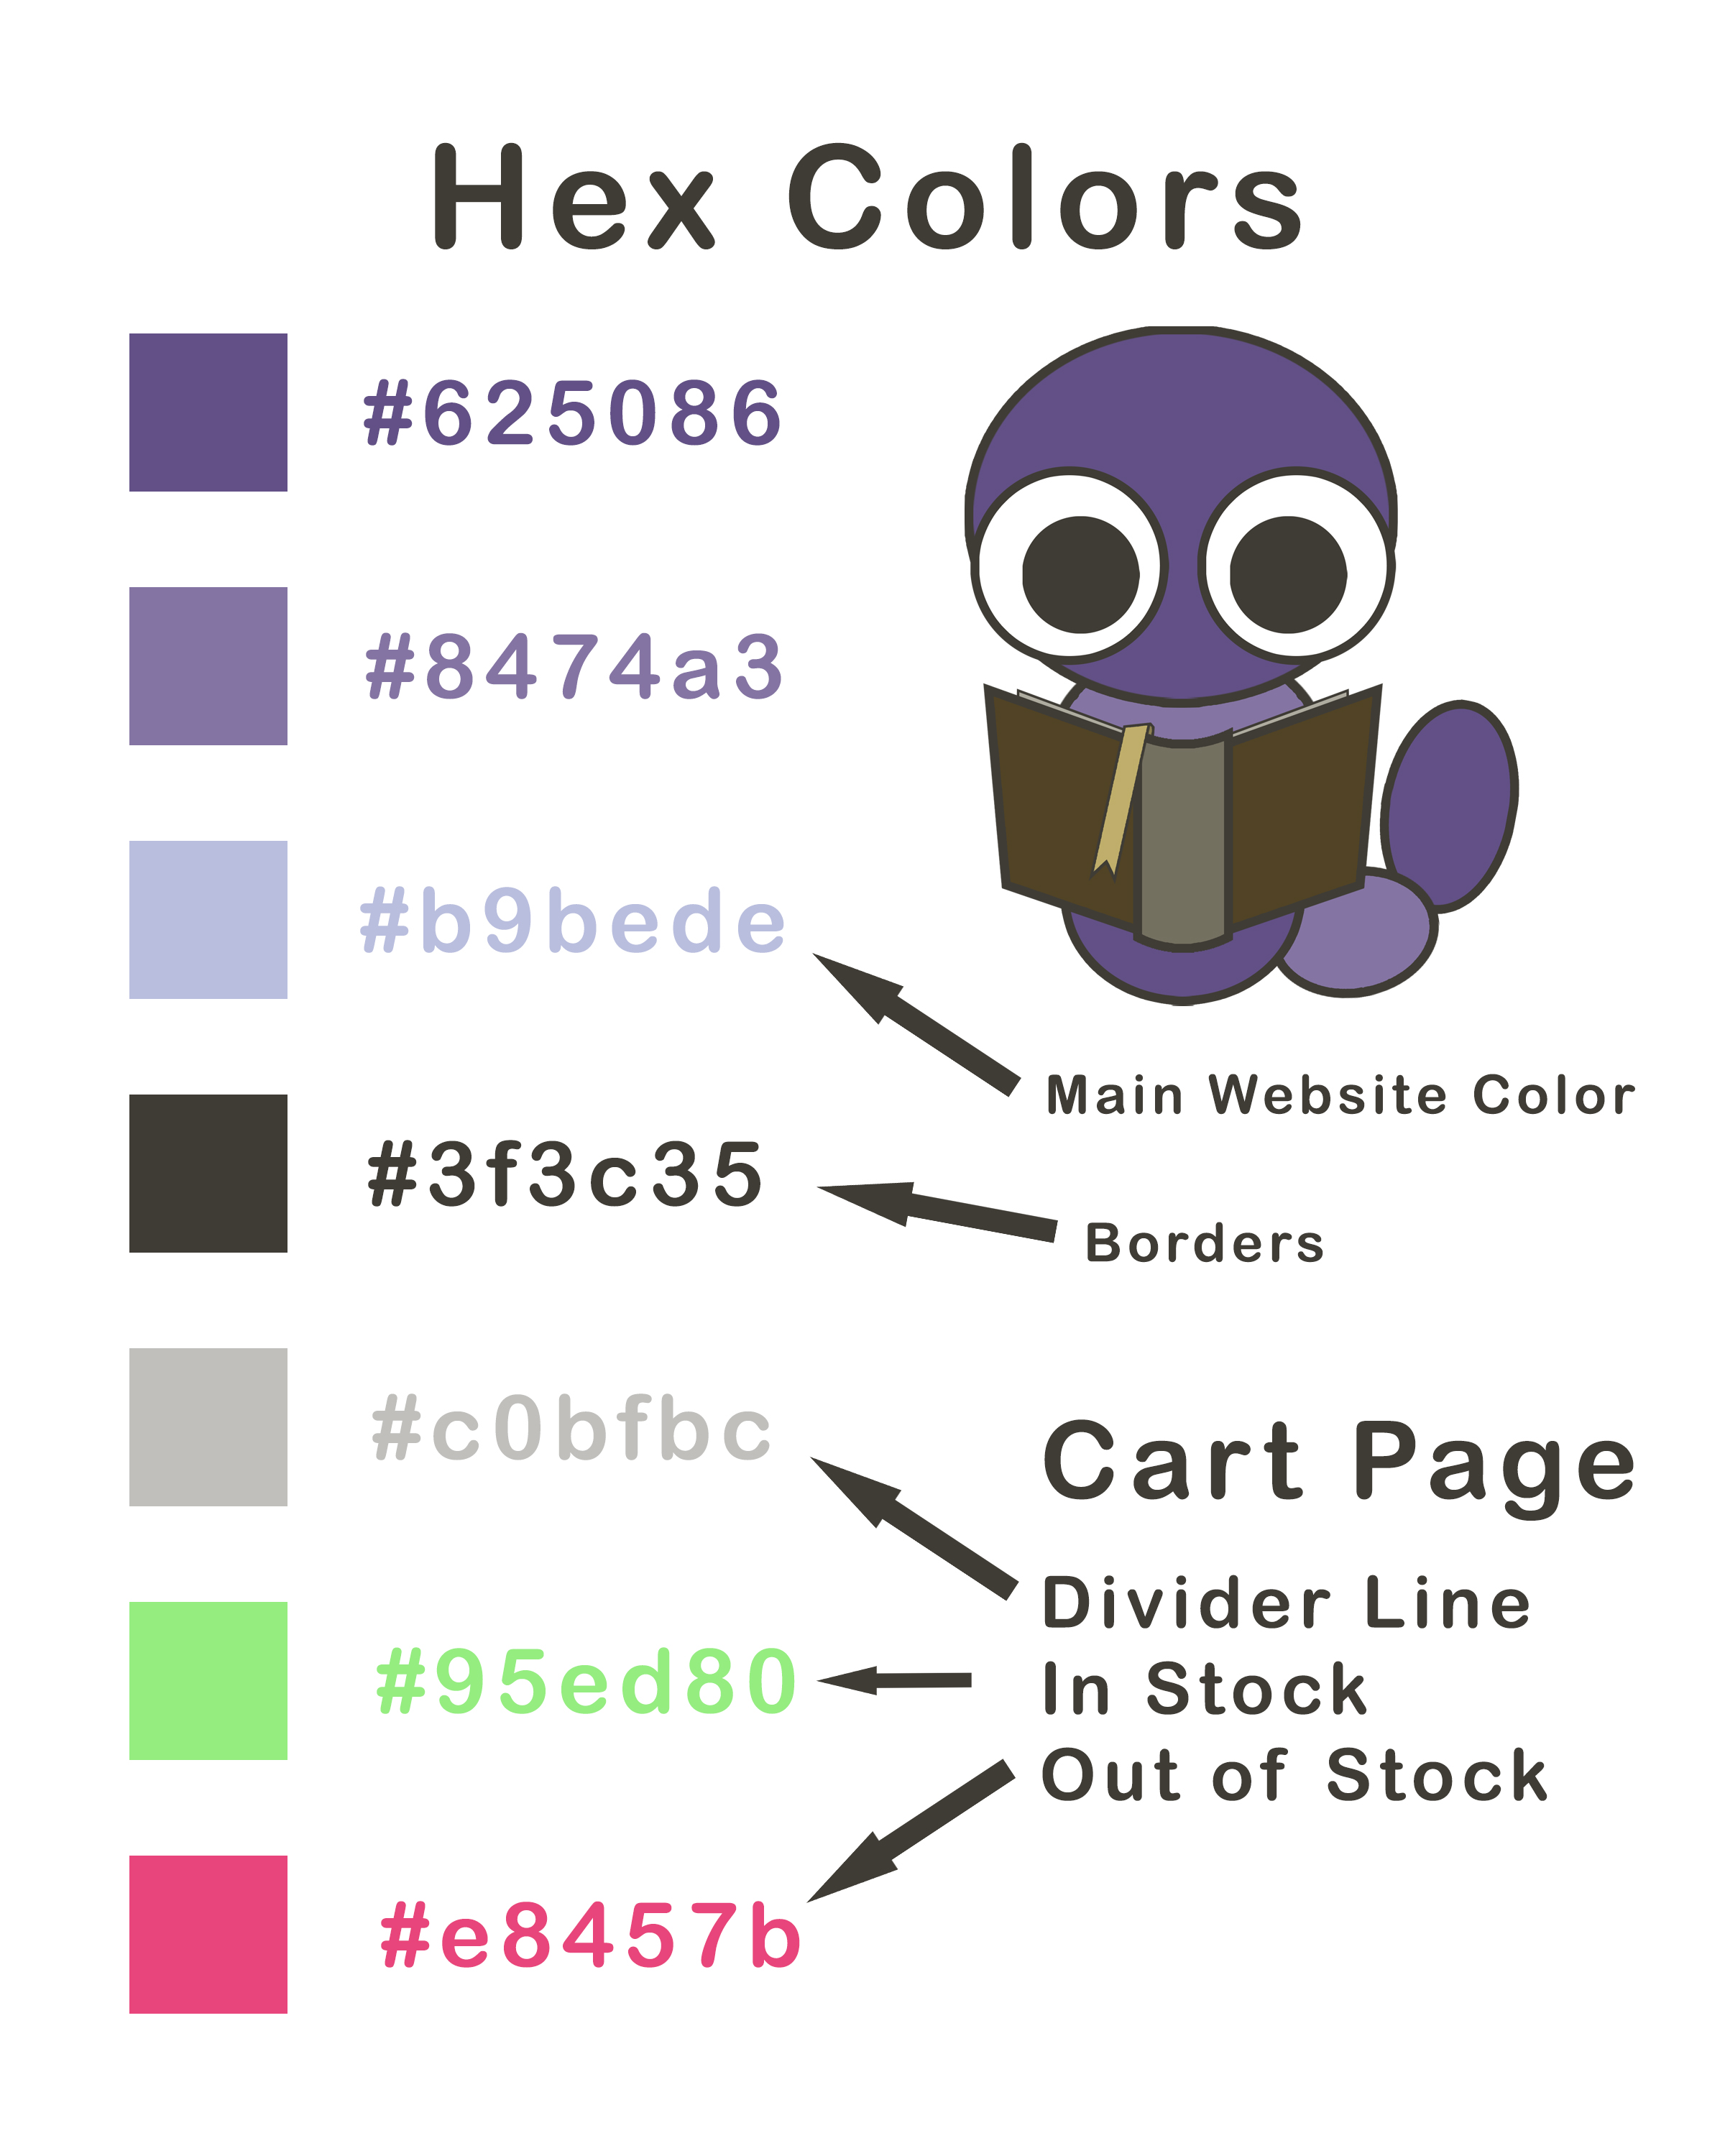 Hex Colors
#625086
#8474a3
#b9bede
Main Website Color
#3f3c35
Borders
#c0bfbc
Cart Page
Divider Line
#95ed80
In Stock
Out of Stock
#e8457b